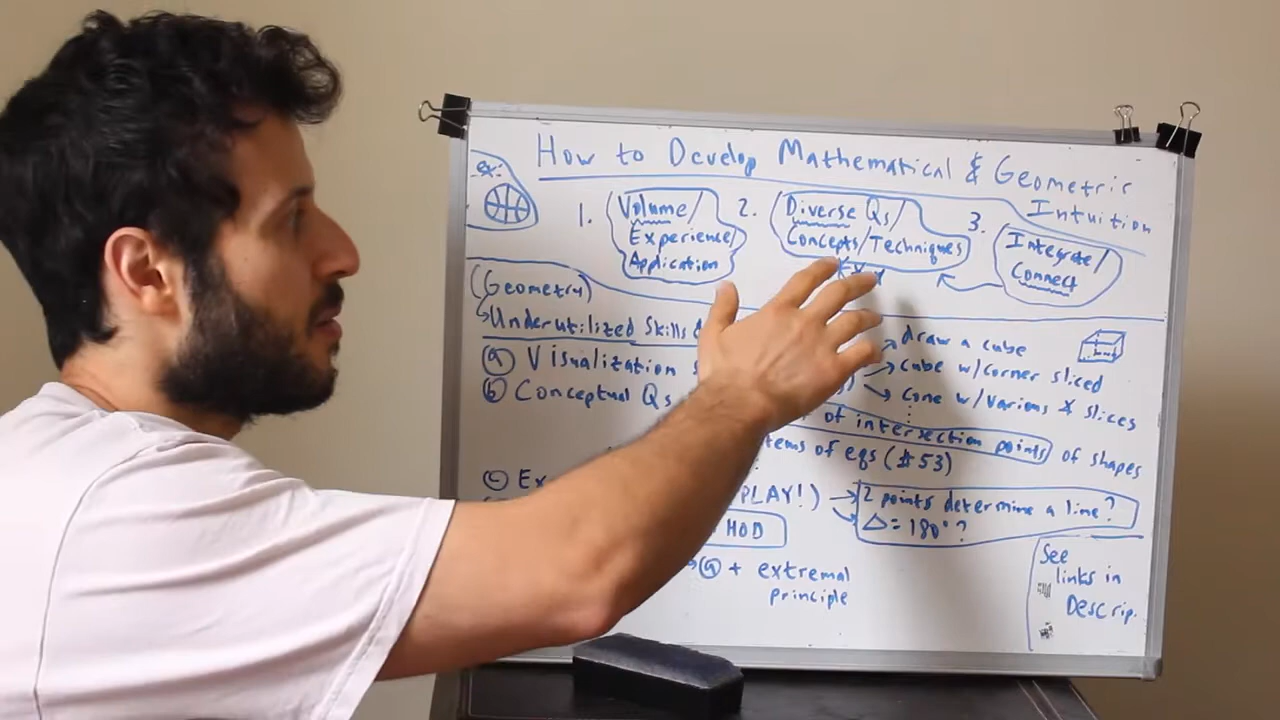 How to Develop Mathematical & Geometric
Intuition
ex:
1. Volume/
Experience/
Application
2. Diverse Qs/
Concepts/Techniques
3. Integrate/
Connect
(Geometry)
Underutilized Skills
ⓐ Visualization
ⓑ Conceptual Qs
→ draw a cube
→ cube w/corner sliced
→ cone w/various ∡ slices
of intersection points of shapes
of eqs (#53)
ⓒ
PLAY!) → 2 points determine a line?
△=180°?
HOD
ⓐ + extremal
principle
See
links in
Descrip.